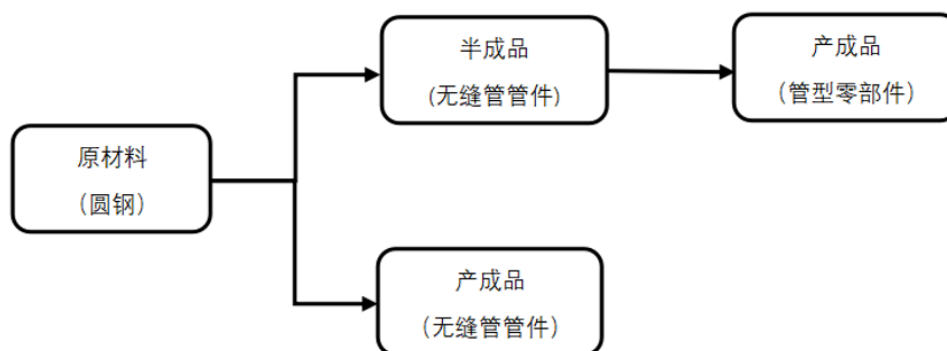 半成品
(无缝管管件)
产成品
（管型零部件）
原材料
（圆钢）
产成品
（无缝管管件）